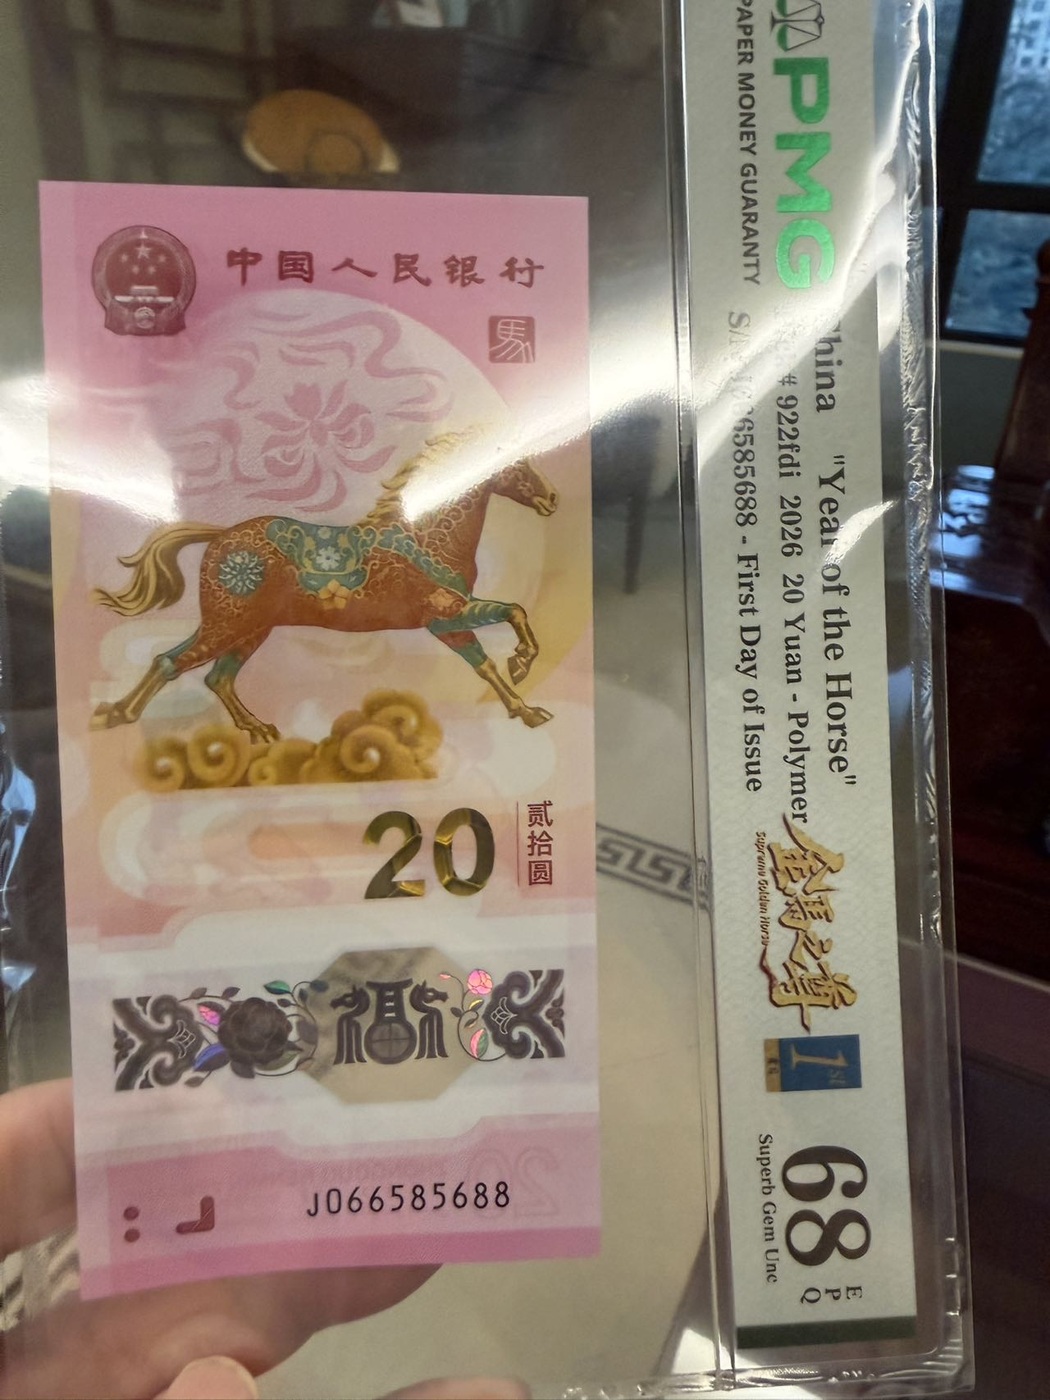 中国人民银行
馬
20
贰拾圆
J066585688
20
PMG
PAPER MONEY GUARANTY
China "Year of the Horse"
# 922fdi 2026 20 Yuan - Polymer
66585688 - First Day of Issue
金馬之尊
Supreme Golden Horse
1st
68
EPQ
Superb Gem Unc